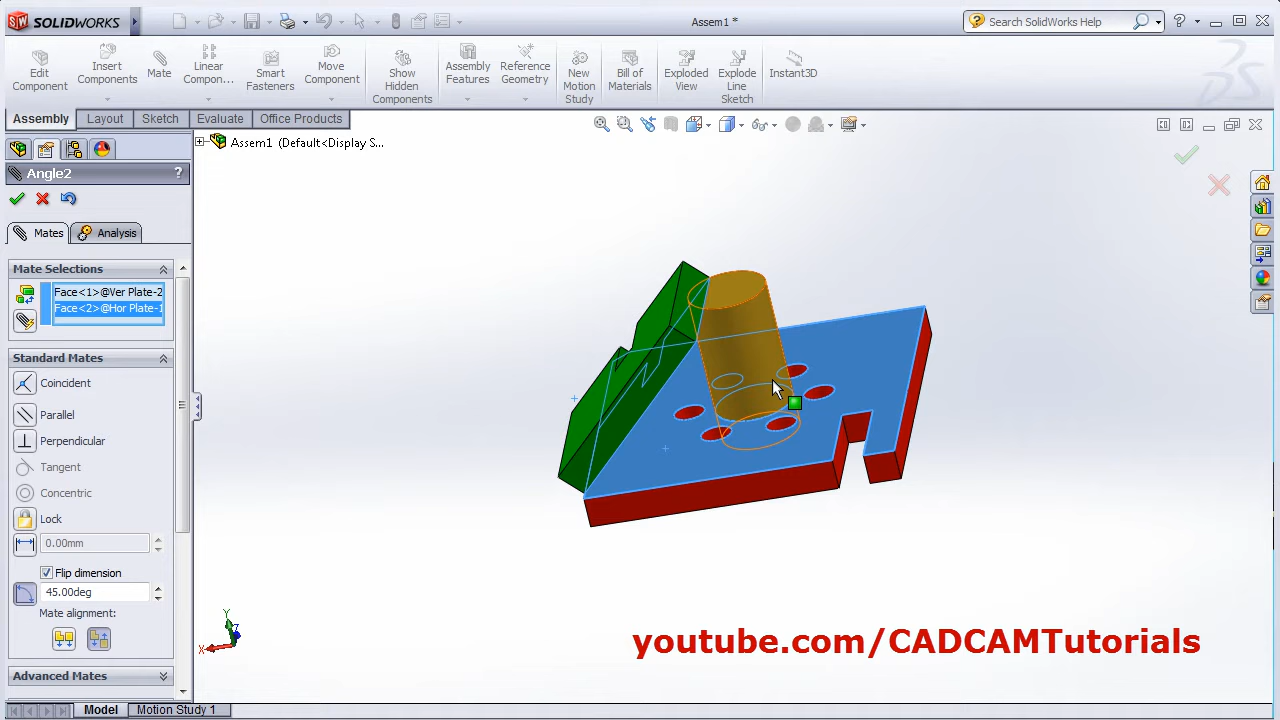 SOLIDWORKS
Assem1 *
Search SolidWorks Help
Edit Component
Insert Components
Mate
Linear Compon...
Smart Fasteners
Move Component
Show Hidden Components
Assembly Features
Reference Geometry
New Motion Study
Bill of Materials
Exploded View
Explode Line Sketch
Instant3D
Assembly
Layout
Sketch
Evaluate
Office Products
Assem1 (Default<Display S...
Angle2
?
Mates
Analysis
Mate Selections
Face<1>@Ver Plate-2
Face<2>@Hor Plate-1
Standard Mates
Coincident
Parallel
Perpendicular
Tangent
Concentric
Lock
0.00mm
Flip dimension
45.00deg
Mate alignment:
Advanced Mates
Y
Z
X
youtube.com/CADCAMTutorials
Model
Motion Study 1